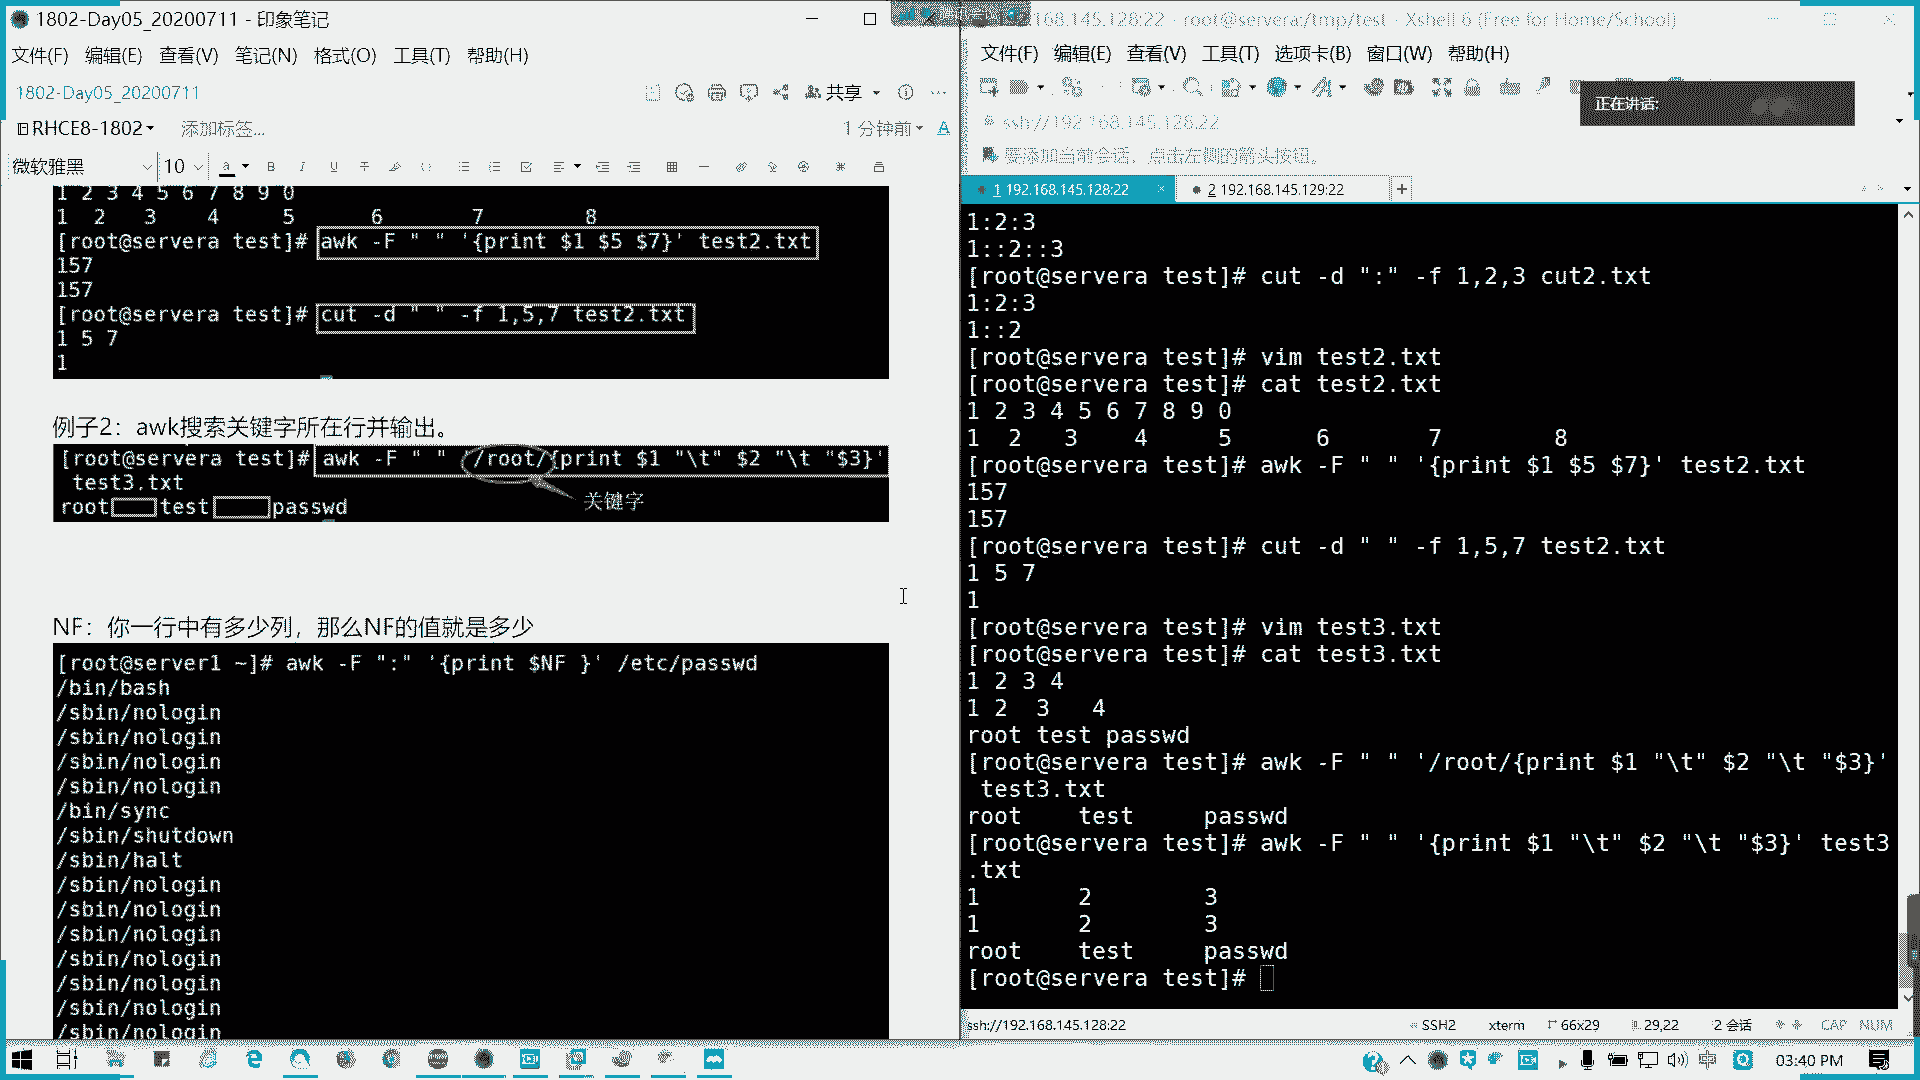 1802-Day05_20200711 - 印象笔记
文件(F) 编辑(E) 查看(V) 笔记(N) 格式(O) 工具(T) 帮助(H)
1802-Day05_20200711
共享
RHCE8-1802 添加标签...
1 分钟前
微软雅黑 10
1 2 3 4 5 6 7 8 9 0
1 2 3 4 5 6 7 8
[root@servera test]# awk -F " " '{print $1 $5 $7}' test2.txt
157
157
[root@servera test]# cut -d " " -f 1,5,7 test2.txt
1 5 7
1
例子2：awk搜索关键字所在行并输出。
[root@servera test]# awk -F " " '/root/{print $1 "\t" $2 "\t "$3}'
test3.txt
关键字
root test passwd
NF：你一行中有多少列，那么NF的值就是多少
[root@server1 ~]# awk -F ":" '{print $NF }' /etc/passwd
/bin/bash
/sbin/nologin
/sbin/nologin
/sbin/nologin
/sbin/nologin
/bin/sync
/sbin/shutdown
/sbin/halt
/sbin/nologin
/sbin/nologin
/sbin/nologin
/sbin/nologin
/sbin/nologin
/sbin/nologin
/sbin/nologin
168.145.128:22 - root@servera:/tmp/test - Xshell 6 (Free for Home/School)
文件(F) 编辑(E) 查看(V) 工具(T) 选项卡(B) 窗口(W) 帮助(H)
正在讲话:
ssh://192.168.145.128:22
要添加当前会话，点击左侧的箭头按钮。
1 192.168.145.128:22
2 192.168.145.129:22
1:2:3
1::2::3
[root@servera test]# cut -d ":" -f 1,2,3 cut2.txt
1:2:3
1::2
[root@servera test]# vim test2.txt
[root@servera test]# cat test2.txt
1 2 3 4 5 6 7 8 9 0
1 2 3 4 5 6 7 8
[root@servera test]# awk -F " " '{print $1 $5 $7}' test2.txt
157
157
[root@servera test]# cut -d " " -f 1,5,7 test2.txt
1 5 7
1
[root@servera test]# vim test3.txt
[root@servera test]# cat test3.txt
1 2 3 4
1 2 3 4
root test passwd
[root@servera test]# awk -F " " '/root/{print $1 "\t" $2 "\t "$3}'
test3.txt
root test passwd
[root@servera test]# awk -F " " '{print $1 "\t" $2 "\t "$3}' test3
.txt
1 2 3
1 2 3
root test passwd
[root@servera test]#
ssh://192.168.145.128:22 SSH2 xterm 66x29 29,22 2 会话 CAP NUM
中 03:40 PM